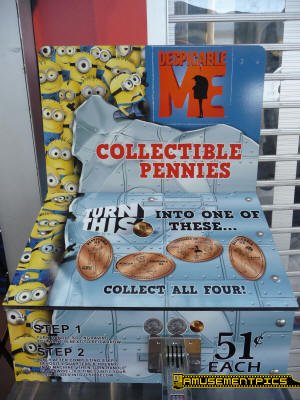 DESPICABLE
ME
COLLECTIBLE
PENNIES
TURN
THIS
INTO ONE OF
THESE...
COLLECT ALL FOUR!
STEP 1
STEP 2
51¢
EACH
AMUSEMENTPICS